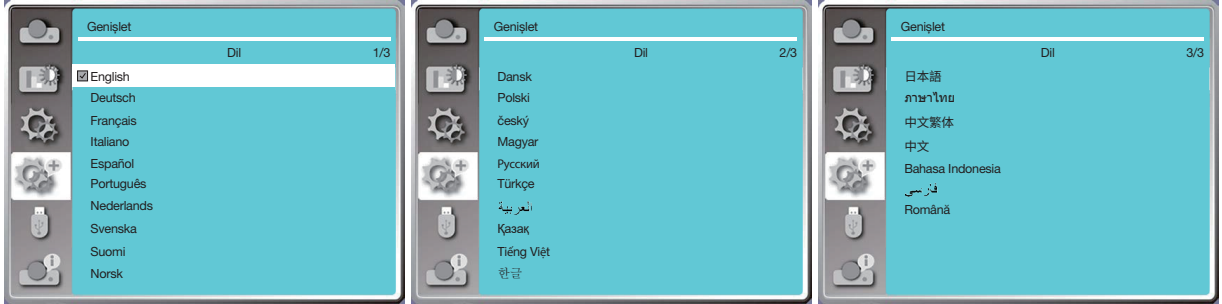 Genişlet
Dil 1/3
English
Deutsch
Français
Italiano
Español
Português
Nederlands
Svenska
Suomi
Norsk
Genişlet
Dil 2/3
Dansk
Polski
český
Magyar
Русский
Türkçe
العربية
Қазақ
Tiếng Việt
한글
Genişlet
Dil 3/3
日本語
ภาษาไทย
中文繁体
中文
Bahasa Indonesia
فارسی
Română